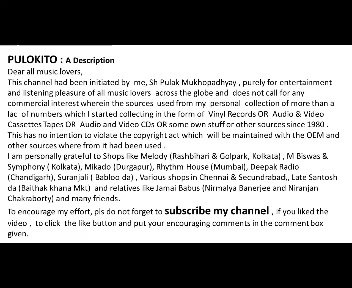 PULOKITO : A Description
Dear all music lovers,
This channel had been initiated by me, Sh Pulak Mukhopadhyay , purely for entertainment
and listening pleasure of all music lovers across the globe and does not call for any
commercial interest wherein the sources used from my personal collection of more than a
lac of numbers which I started collecting in the form of Vinyl Records OR Audio & Video
Cassettes Tapes OR Audio and Video CDs OR some own stuff or other sources since 1980 .
This has no intention to violate the copyright act which will be maintained with the OEM and
other sources where from it had been used .
I am personally grateful to Shops like Melody (Rashbihari & Golpark, Kolkata) , M Biswas &
Symphony ( Kolkata), Mikado (Durgapur), Rhythm House (Mumbai), Deepak Radio
(Chandigarh), Suranjali ( Babloo da) , Various shops in Chennai & Secundrabad,, Late Santosh
da (Baithak khana Mkt) and relatives like Jamai Babus (Nirmalya Banerjee and Niranjan
Chakraborty) and many friends.
To encourage my effort, pls do not forget to subscribe my channel , if you liked the
video , to click the like button and put your encouraging comments in the comment box
given.